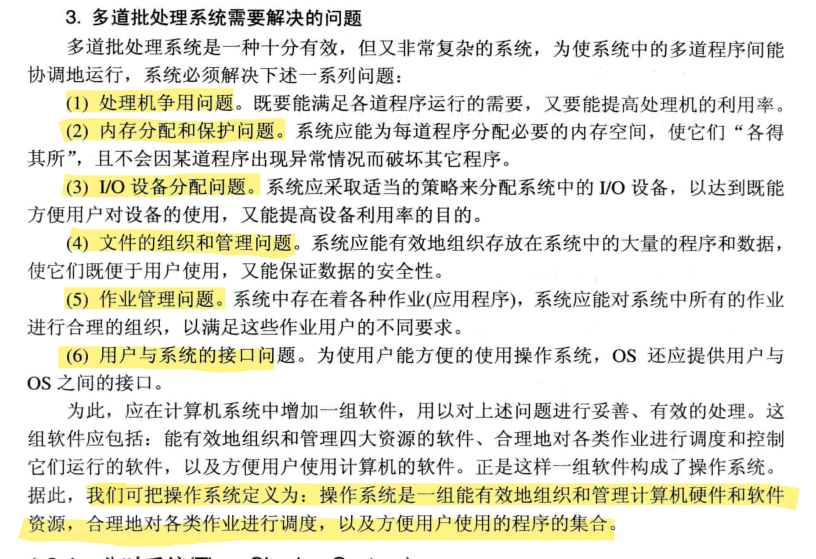 3. 多道批处理系统需要解决的问题
多道批处理系统是一种十分有效，但又非常复杂的系统，为使系统中的多道程序间能
协调地运行，系统必须解决下述一系列问题：
(1) 处理机争用问题。既要能满足各道程序运行的需要，又要能提高处理机的利用率。
(2) 内存分配和保护问题。系统应能为每道程序分配必要的内存空间，使它们“各得
其所”，且不会因某道程序出现异常情况而破坏其它程序。
(3) I/O 设备分配问题。系统应采取适当的策略来分配系统中的 I/O 设备，以达到既能
方便用户对设备的使用，又能提高设备利用率的目的。
(4) 文件的组织和管理问题。系统应能有效地组织存放在系统中的大量的程序和数据，
使它们既便于用户使用，又能保证数据的安全性。
(5) 作业管理问题。系统中存在着各种作业(应用程序)，系统应能对系统中所有的作业
进行合理的组织，以满足这些作业用户的不同要求。
(6) 用户与系统的接口问题。为使用户能方便的使用操作系统，OS 还应提供用户与
OS 之间的接口。
为此，应在计算机系统中增加一组软件，用以对上述问题进行妥善、有效的处理。这
组软件应包括：能有效地组织和管理四大资源的软件、合理地对各类作业进行调度和控制
它们运行的软件，以及方便用户使用计算机的软件。正是这样一组软件构成了操作系统。
据此，我们可把操作系统定义为：操作系统是一组能有效地组织和管理计算机硬件和软件
资源，合理地对各类作业进行调度，以及方便用户使用的程序的集合。